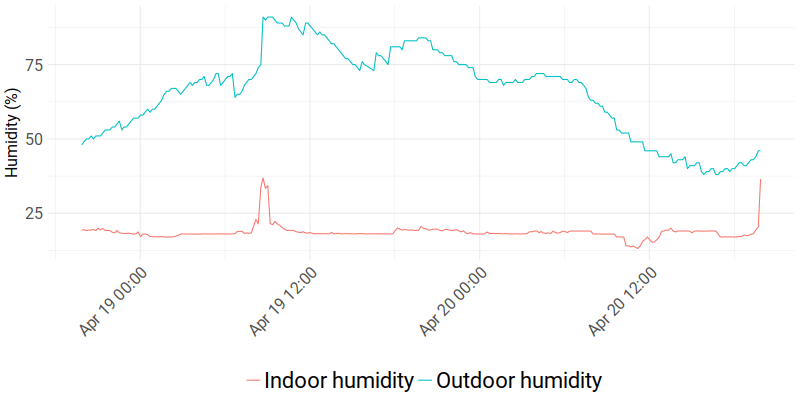 Humidity (%)
75
50
25
Apr 19 00:00
Apr 19 12:00
Apr 20 00:00
Apr 20 12:00
Indoor humidity
Outdoor humidity